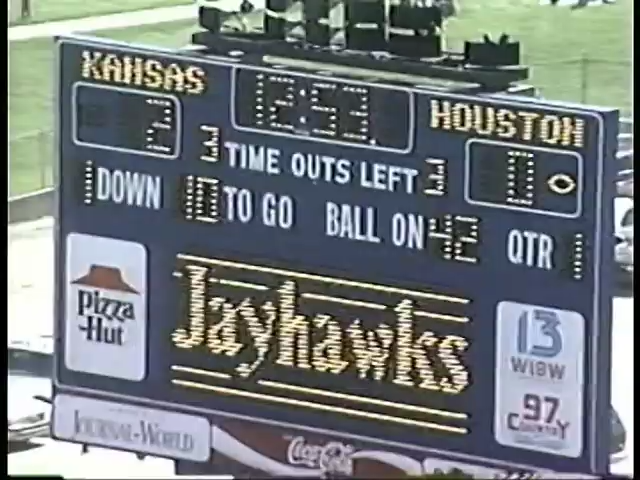 KANSAS 12:53 HOUSTON
2 3 TIME OUTS LEFT 3 0
1 DOWN 10 TO GO BALL ON 42 QTR 1
Pizza
Hut
Jayhawks
13
WIBW
97
COUNTRY
JOURNAL-WORLD
Coca-Cola